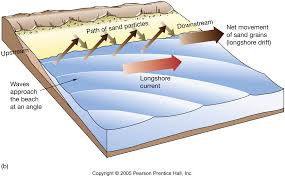 Upstream
Path of sand particles
Downstream
Net movement
of sand grains
(longshore drift)
Waves
approach
the beach
at an angle
Longshore
current
(b)
Copyright © 2005 Pearson Prentice Hall, Inc.